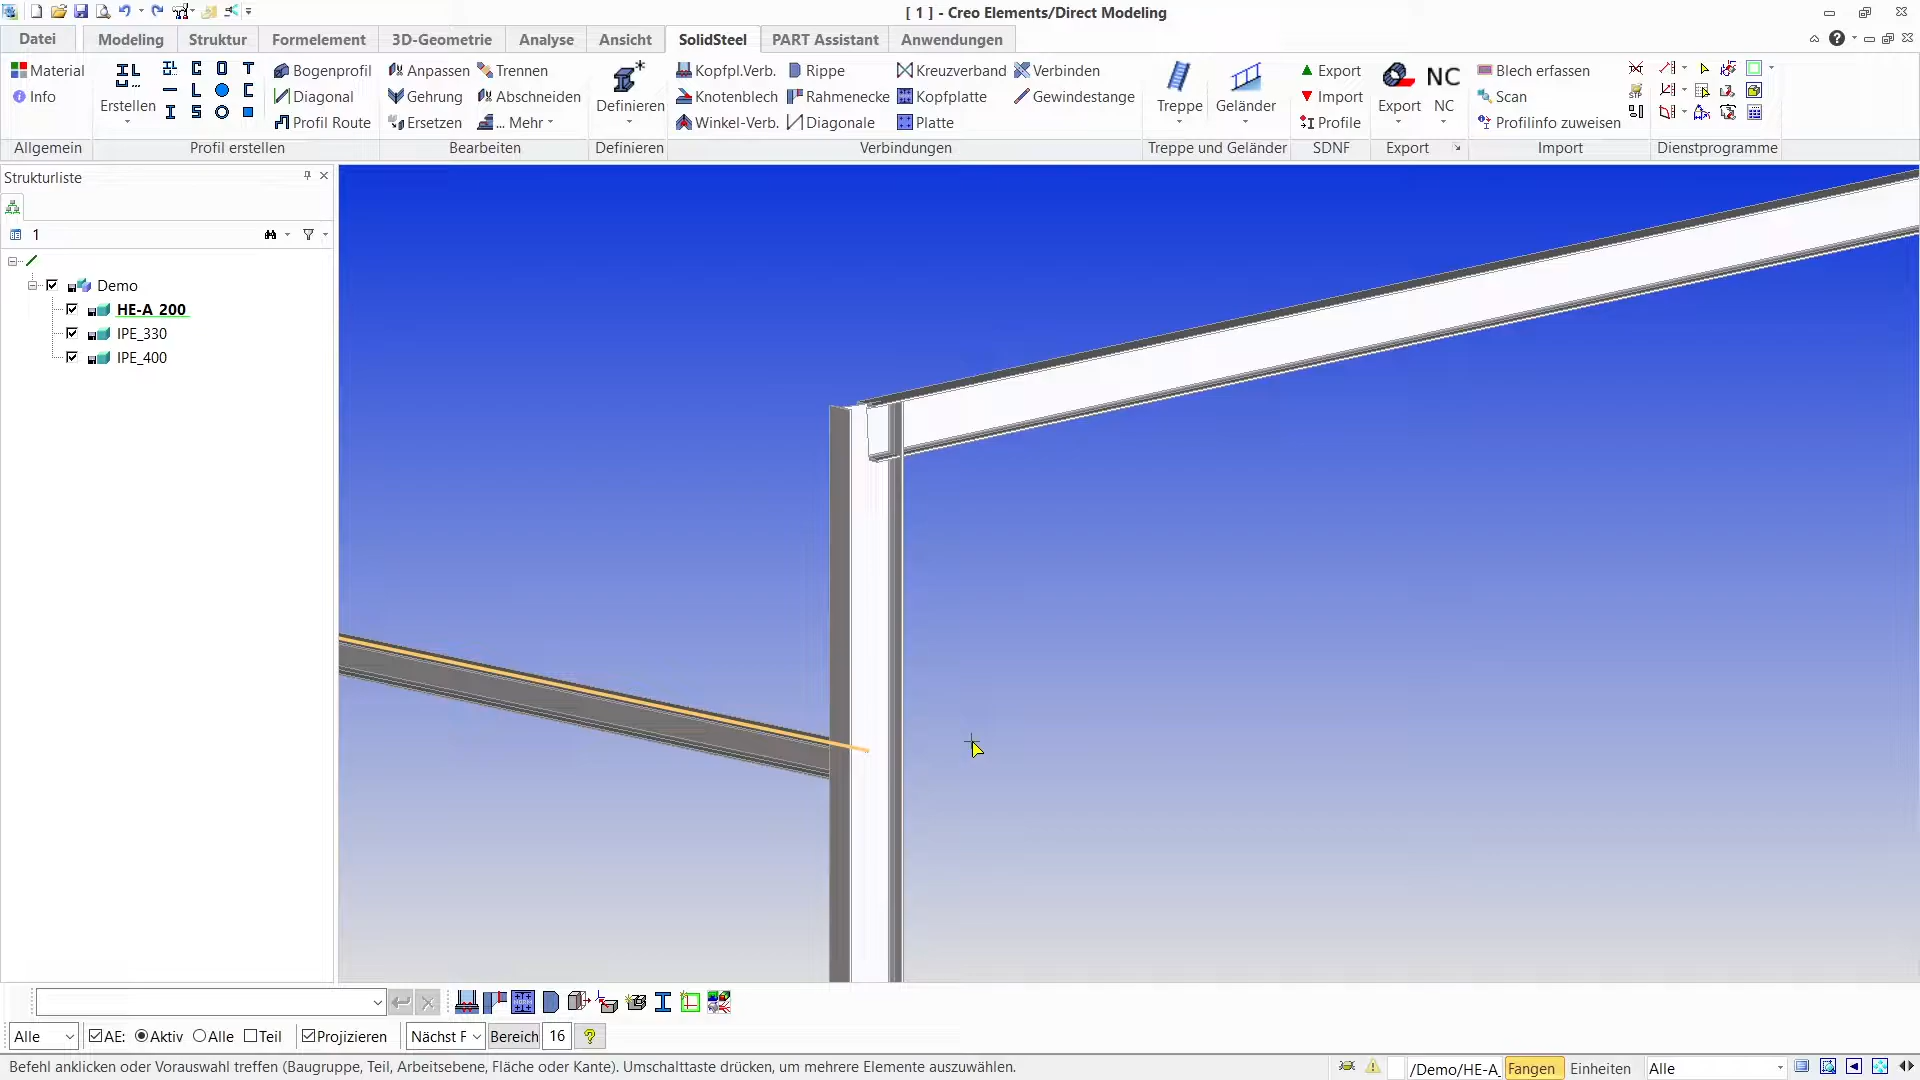 [ 1 ] - Creo Elements/Direct Modeling
Datei Modeling Struktur Formelement 3D-Geometrie Analyse Ansicht SolidSteel PART Assistant Anwendungen
Material Erstellen Bogenprofil Anpassen Trennen Definieren Kopfpl.Verb. Rippe Kreuzverband Verbinden Treppe Geländer Export Export NC Blech erfassen
Info Diagonal Gehrung Abschneiden Knotenblech Rahmenecke Kopfplatte Gewindestange Import Scan
Profil Route Ersetzen ... Mehr Winkel-Verb. Diagonale Platte Profile Profilinfo zuweisen
Allgemein Profil erstellen Bearbeiten Definieren Verbindungen Treppe und Geländer SDNF Export Import Dienstprogramme
Strukturliste
1
Demo
HE-A_200
IPE_330
IPE_400
Alle AE: Aktiv Alle Teil Projizieren Nächst F Bereich 16
Befehl anklicken oder Vorauswahl treffen (Baugruppe, Teil, Arbeitsebene, Fläche oder Kante). Umschalttaste drücken, um mehrere Elemente auszuwählen. /Demo/HE-A_ Fangen Einheiten Alle